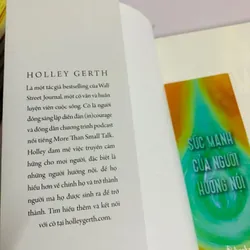 HOLLEY GERTH
Là một tác giả bestselling của Wall
Street Journal, một cố vấn và huấn
luyện viên cuộc sống. Cô là người
đồng sáng lập diễn đàn (in)courage
và đồng dẫn chương trình podcast
nổi tiếng More Than Small Talk.
Holley đam mê việc truyền cảm
hứng cho mọi người, đặc biệt là
những người hướng nội, để họ
hiểu hơn về chính họ và trở thành
người mà họ được sinh ra để trở
thành. Tìm hiểu thêm và kết nối
với cô tại holleygerth.com.
SỨC MẠNH
CỦA NGƯỜI
HƯỚNG NỘI